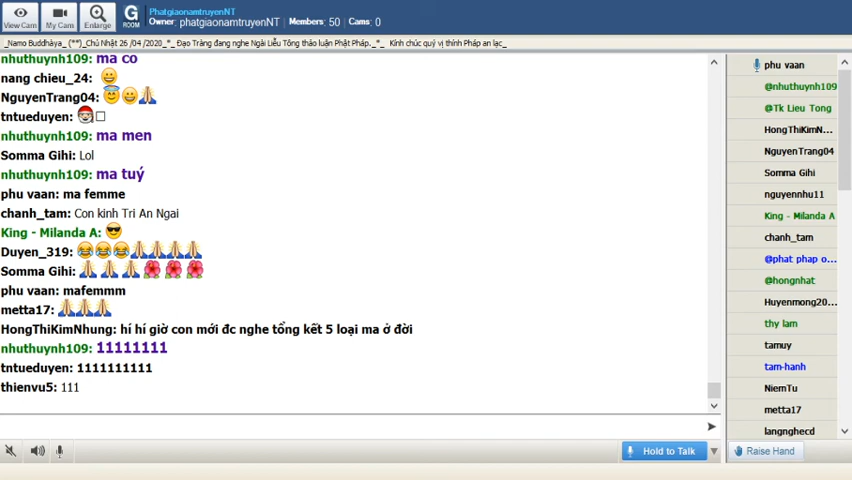 View Cam
My Cam
Enlarge
G
ROOM
PhatgiaonamtruyenNT
Owner: phatgiaonamtruyenNT Members: 50 Cams: 0
_Namo Buddhàya_ (**)_Chủ Nhật 26 /04 /2020_*_ Đạo Tràng đang nghe Ngài Liễu Tông thảo luận Phật Pháp._*_ Kính chúc quý vị thính Pháp an lạc_
nhuthuynh109: ma cô
nang chieu_24:
NguyenTrang04:
tntueduyen:
nhuthuynh109: ma men
Somma Gihi: Lol
nhuthuynh109: ma tuý
phu vaan: ma femme
chanh_tam: Con kinh Tri An Ngai
King - Milanda A:
Duyen_319:
Somma Gihi:
phu vaan: mafemmm
metta17:
HongThiKimNhung: hí hí giờ con mới đc nghe tổng kết 5 loại ma ở đời
nhuthuynh109: 11111111
tntueduyen: 1111111111
thienvu5: 111
Hold to Talk
phu vaan
@nhuthuynh109
@Tk Lieu Tong
HongThiKimN...
NguyenTrang04
Somma Gihi
nguyennhu11
King - Milanda A
chanh_tam
@phat phap o...
@hongnhat
Huyenmong20...
thy lam
tamuy
tam-hanh
NiemTu
metta17
langnghecd
Raise Hand